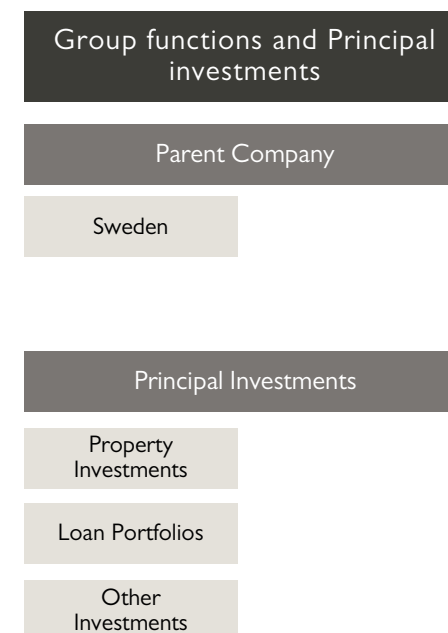 Group functions and Principal
investments
Parent Company
Sweden
Principal Investments
Property
Investments
Loan Portfolios
Other
Investments